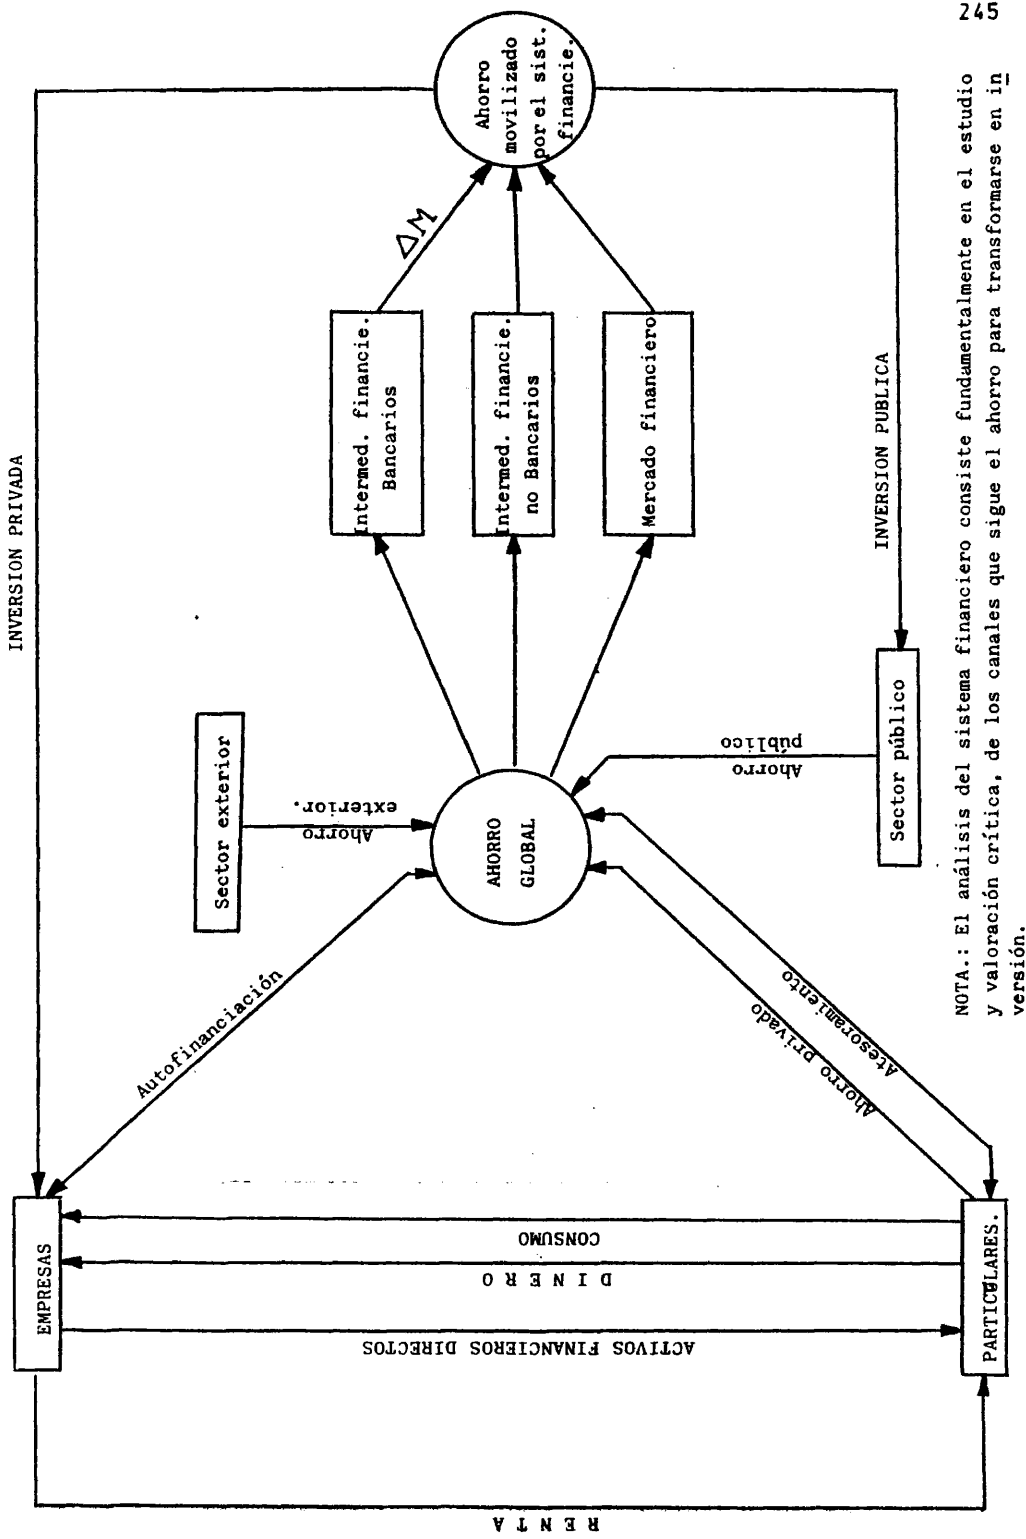 245
INVERSION PRIVADA
EMPRESAS
Autofinanciación
Sector exterior
Ahorro
exterior.
AHORRO
GLOBAL
Intermed. financie.
Bancarios
Intermed. financie.
no Bancarios
Mercado financiero
ΔM
Ahorro
movilizado
por el sist.
financie.
RENTA
ACTIVOS FINANCIEROS DIRECTOS
DINERO
CONSUMO
Ahorro privado
Atesoramiento
Ahorro
público
Sector público
INVERSION PUBLICA
PARTICULARES.
NOTA.: El análisis del sistema financiero consiste fundamentalmente en el estudio
y valoración crítica, de los canales que sigue el ahorro para transformarse en in
versión.